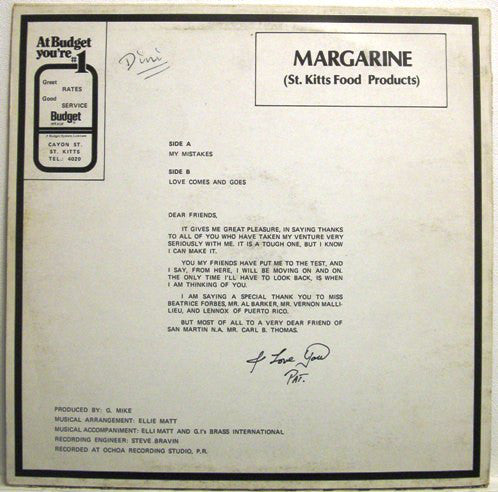 At Budget
you're
#1
Great
RATES
Good
SERVICE
Budget
CAYON ST.
ST. KITTS
TEL.: 4020
Dini
MARGARINE
(St. Kitts Food Products)
SIDE A
MY MISTAKES
SIDE B
LOVE COMES AND GOES
DEAR FRIENDS,
IT GIVES ME GREAT PLEASURE, IN SAYING THANKS
TO ALL OF YOU WHO HAVE TAKEN MY VENTURE VERY
SERIOUSLY WITH ME. IT IS A TOUGH ONE, BUT I KNOW
I CAN MAKE IT.
YOU MY FRIENDS HAVE PUT ME TO THE TEST, AND
I SAY, FROM HERE, I WILL BE MOVING ON AND ON.
THE ONLY TIME I'LL HAVE TO LOOK BACK, IS WHEN
I AM THINKING OF YOU.
I AM SAYING A SPECIAL THANK YOU TO MISS
BEATRICE FORBES, MR. AL BARKER, MR. VERNON MALLI-
LIEU, AND LENNOX OF PUERTO RICO.
BUT MOST OF ALL TO A VERY DEAR FRIEND OF
SAN MARTIN N.A. MR. CARL B. THOMAS.
I Love You
PAT.
PRODUCED BY: G. MIKE
MUSICAL ARRANGEMENT: ELLIE MATT
MUSICAL ACCOMPANIMENT: ELLI MATT AND G.I's BRASS INTERNATIONAL
RECORDING ENGINEER: STEVE BRAVIN
RECORDED AT OCHOA RECORDING STUDIO, P.R.